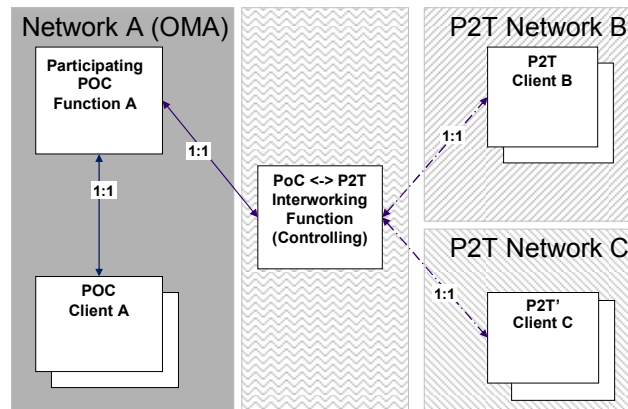 Network A (OMA)
P2T Network B
Participating
POC
Function A
P2T
Client B
1:1
1:1
1:1
PoC <-> P2T
Interworking
Function
(Controlling)
P2T Network C
POC
Client A
1:1
P2T'
Client C